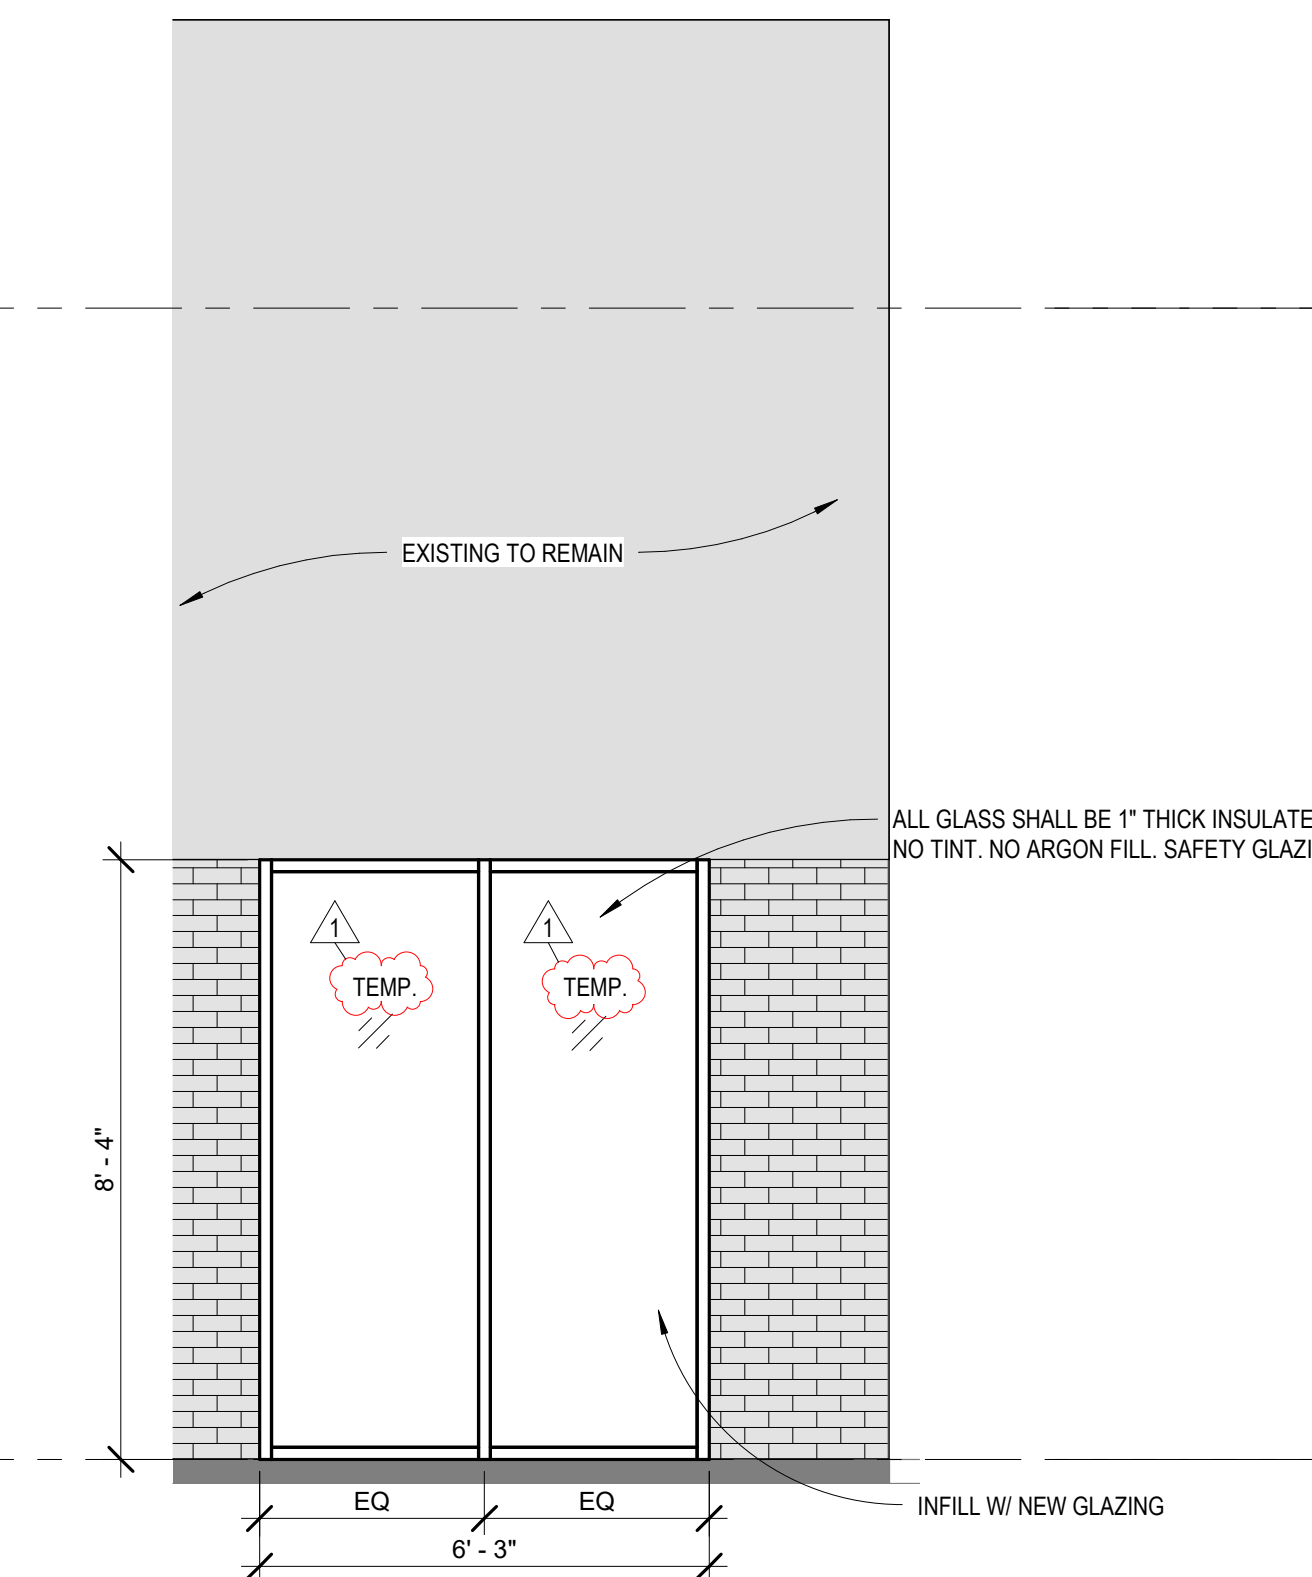 EXISTING TO REMAIN
ALL GLASS SHALL BE 1" THICK INSULATE
NO TINT. NO ARGON FILL. SAFETY GLAZI
1
1
TEMP.
TEMP.
8' - 4"
EQ
EQ
INFILL W/ NEW GLAZING
6' - 3"